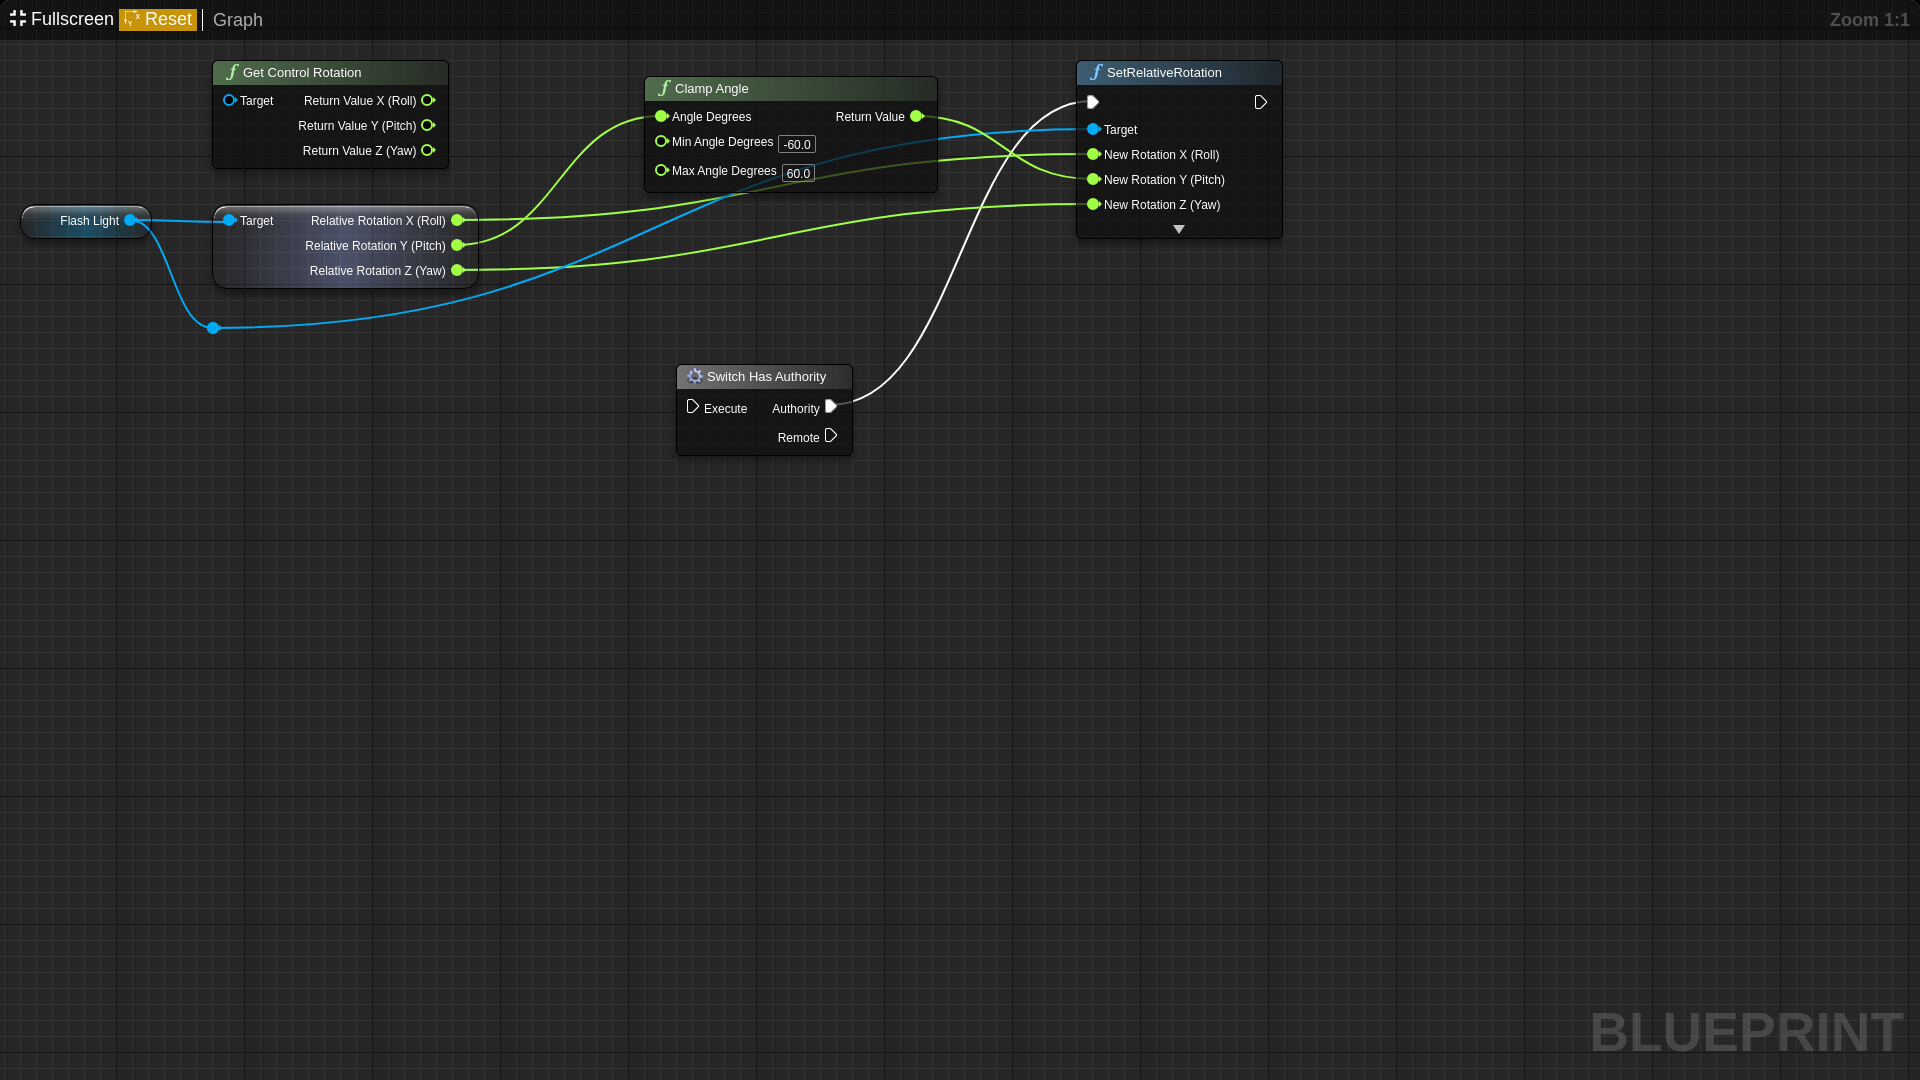 Fullscreen Reset Graph Zoom 1:1
Get Control Rotation
Target Return Value X (Roll)
Return Value Y (Pitch)
Return Value Z (Yaw)
Clamp Angle
Angle Degrees Return Value
Min Angle Degrees -60.0
Max Angle Degrees 60.0
SetRelativeRotation
Target
New Rotation X (Roll)
New Rotation Y (Pitch)
New Rotation Z (Yaw)
Flash Light
Target Relative Rotation X (Roll)
Relative Rotation Y (Pitch)
Relative Rotation Z (Yaw)
Switch Has Authority
Execute Authority
Remote
BLUEPRINT